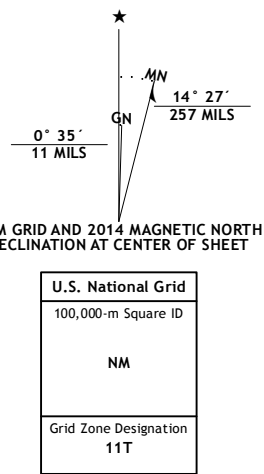 MN
GN
14° 27´
257 MILS
0° 35´
11 MILS
M GRID AND 2014 MAGNETIC NORTH
ECLINATION AT CENTER OF SHEET
U.S. National Grid
100,000-m Square ID
NM
Grid Zone Designation
11T